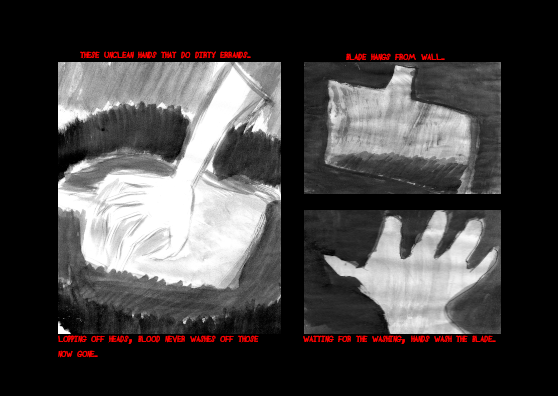 THESE UNCLEAN HANDS THAT DO DIRTY ERRANDS...
BLADE HANGS FROM WALL...
LOPPING OFF HEADS, BLOOD NEVER WASHES OFF THOSE
NOW GONE...
WAITING FOR THE WASHING, HANDS WASH THE BLADE...